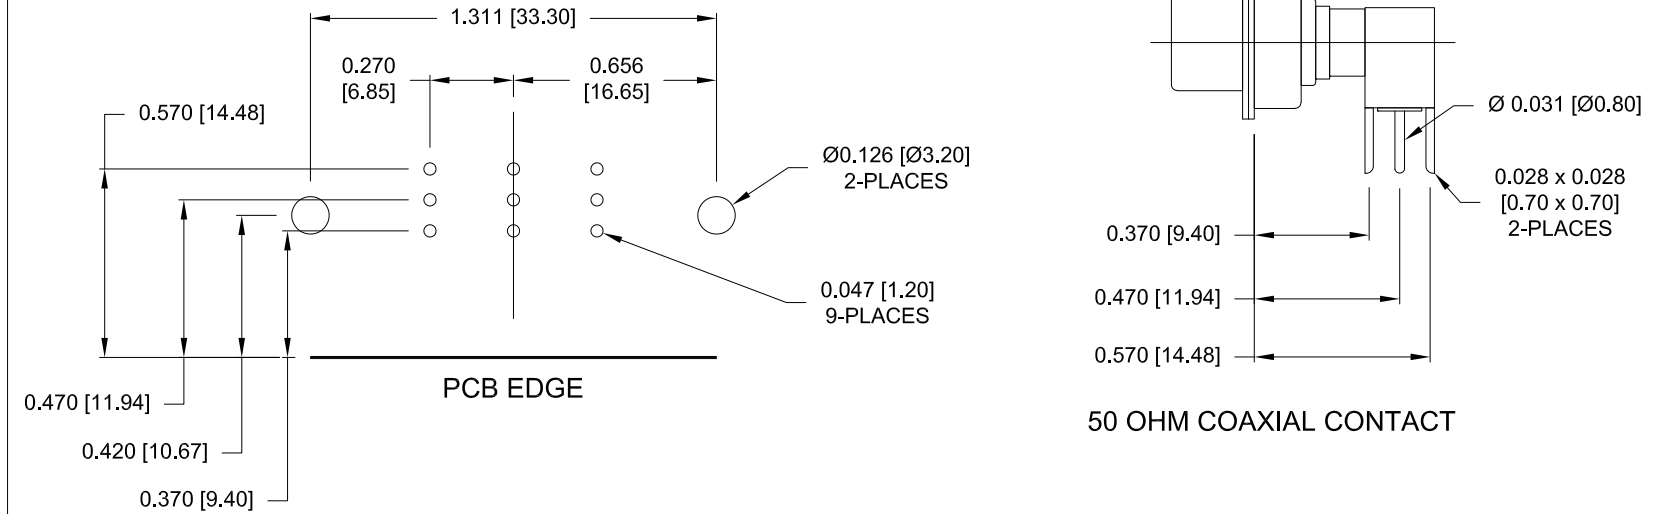 1.311 [33.30]
0.270
[6.85]
0.656
[16.65]
0.570 [14.48]
Ø0.126 [Ø3.20]
2-PLACES
0.047 [1.20]
9-PLACES
PCB EDGE
0.470 [11.94]
0.420 [10.67]
0.370 [9.40]
Ø 0.031 [Ø0.80]
0.028 x 0.028
[0.70 x 0.70]
2-PLACES
0.370 [9.40]
0.470 [11.94]
0.570 [14.48]
50 OHM COAXIAL CONTACT